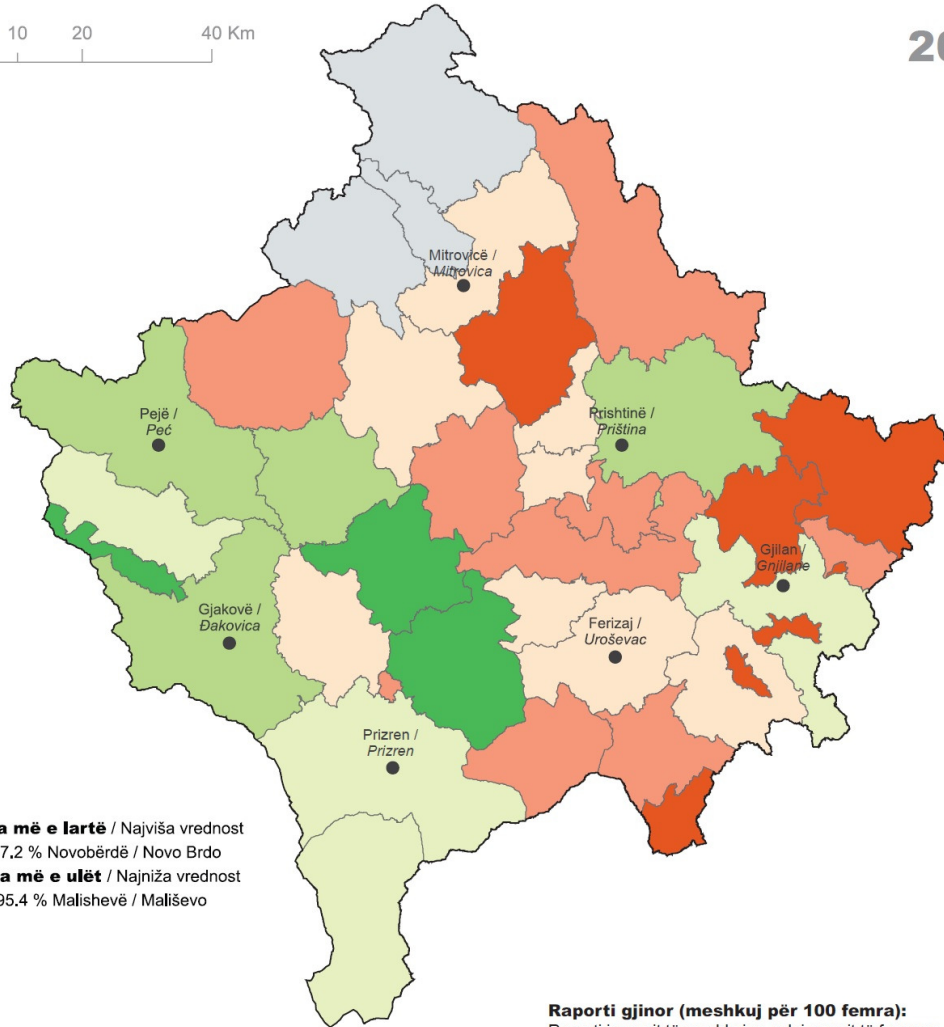 10 20 40 Km
20
Mitrovicë /
Mitrovica
Pejë /
Peć
Prishtinë /
Priština
Gjilan /
Gnjilane
Gjakovë /
Đakovica
Ferizaj /
Uroševac
Prizren /
Prizren
a më e lartë / Najviša vrednost
7.2 % Novobërdë / Novo Brdo
a më e ulët / Najniža vrednost
95.4 % Malishevë / Mališevo
Raporti gjinor (meshkuj për 100 femra):